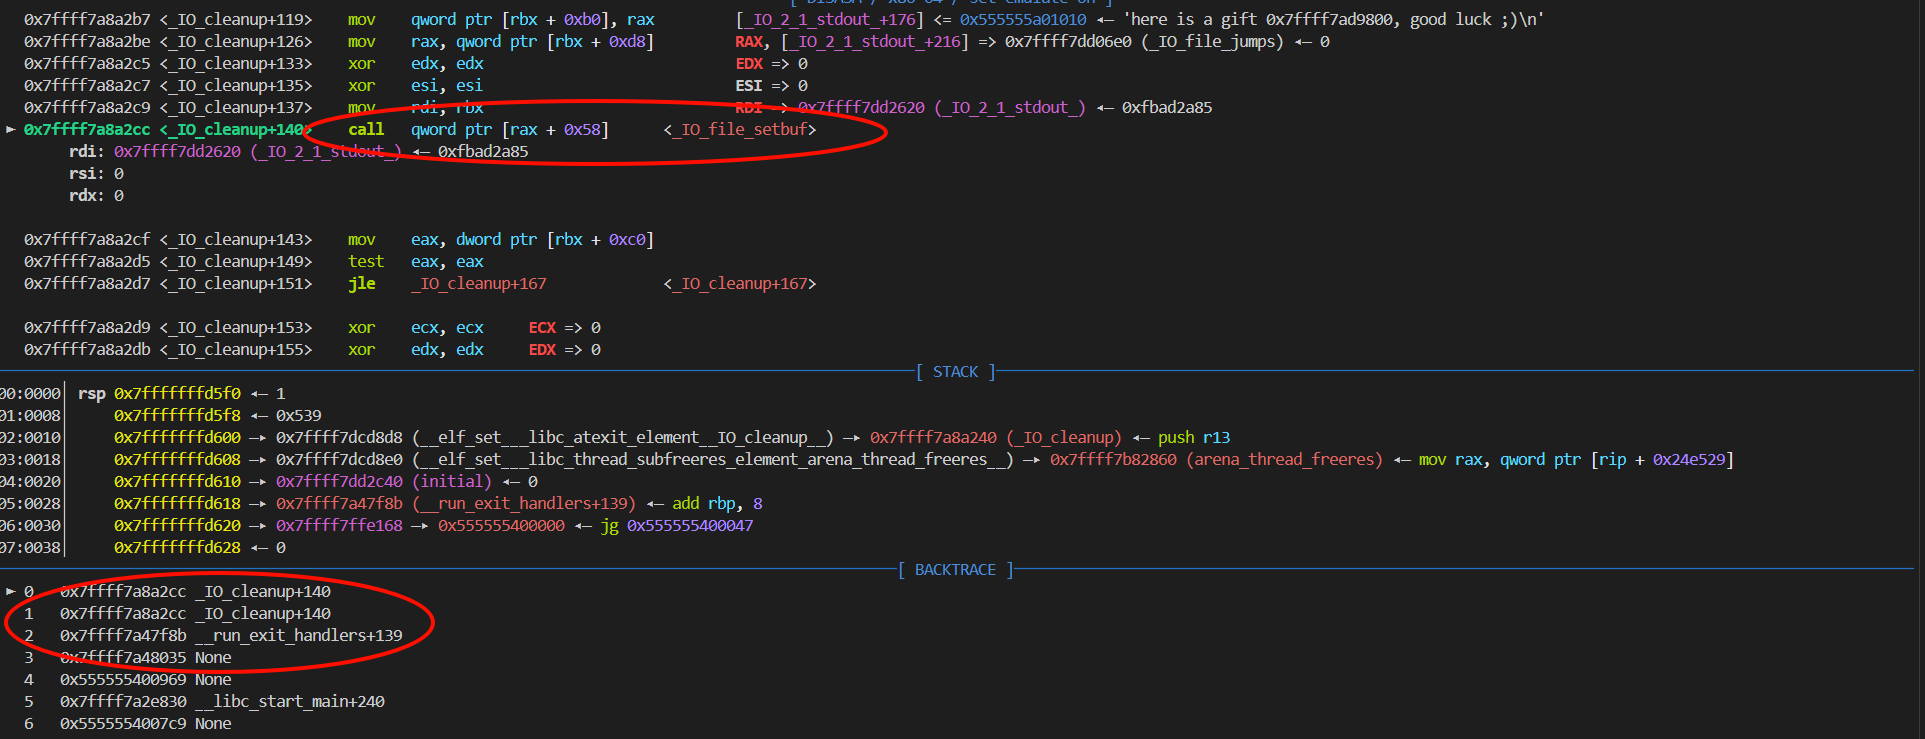 [ DISASM / x86-64 / set emulate on ]
0x7ffff7a8a2b7 <_IO_cleanup+119> mov qword ptr [rbx + 0xb0], rax [_IO_2_1_stdout_+176] <= 0x555555a01010 ◂— 'here is a gift 0x7ffff7ad9800, good luck ;)\n'
0x7ffff7a8a2be <_IO_cleanup+126> mov rax, qword ptr [rbx + 0xd8] RAX, [_IO_2_1_stdout_+216] => 0x7ffff7dd06e0 (_IO_file_jumps) ◂— 0
0x7ffff7a8a2c5 <_IO_cleanup+133> xor edx, edx EDX => 0
0x7ffff7a8a2c7 <_IO_cleanup+135> xor esi, esi ESI => 0
0x7ffff7a8a2c9 <_IO_cleanup+137> mov rdi, rbx RDI => 0x7ffff7dd2620 (_IO_2_1_stdout_) ◂— 0xfbad2a85
► 0x7ffff7a8a2cc <_IO_cleanup+140> call qword ptr [rax + 0x58] <_IO_file_setbuf>
rdi: 0x7ffff7dd2620 (_IO_2_1_stdout_) ◂— 0xfbad2a85
rsi: 0
rdx: 0
0x7ffff7a8a2cf <_IO_cleanup+143> mov eax, dword ptr [rbx + 0xc0]
0x7ffff7a8a2d5 <_IO_cleanup+149> test eax, eax
0x7ffff7a8a2d7 <_IO_cleanup+151> jle _IO_cleanup+167 <_IO_cleanup+167>
0x7ffff7a8a2d9 <_IO_cleanup+153> xor ecx, ecx ECX => 0
0x7ffff7a8a2db <_IO_cleanup+155> xor edx, edx EDX => 0
[ STACK ]
00:0000│ rsp 0x7fffffffd5f0 ◂— 1
01:0008│ 0x7fffffffd5f8 ◂— 0x539
02:0010│ 0x7fffffffd600 —▸ 0x7ffff7dcd8d8 (__elf_set___libc_atexit_element__IO_cleanup__) —▸ 0x7ffff7a8a240 (_IO_cleanup) ◂— push r13
03:0018│ 0x7fffffffd608 —▸ 0x7ffff7dcd8e0 (__elf_set___libc_thread_subfreeres_element_arena_thread_freeres__) —▸ 0x7ffff7b82860 (arena_thread_freeres) ◂— mov rax, qword ptr [rip + 0x24e529]
04:0020│ 0x7fffffffd610 —▸ 0x7ffff7dd2c40 (initial) ◂— 0
05:0028│ 0x7fffffffd618 —▸ 0x7ffff7a47f8b (__run_exit_handlers+139) ◂— add rbp, 8
06:0030│ 0x7fffffffd620 —▸ 0x7ffff7ffe168 —▸ 0x555555400000 ◂— jg 0x555555400047
07:0038│ 0x7fffffffd628 ◂— 0
[ BACKTRACE ]
► 0 0x7ffff7a8a2cc _IO_cleanup+140
1 0x7ffff7a8a2cc _IO_cleanup+140
2 0x7ffff7a47f8b __run_exit_handlers+139
3 0x7ffff7a48035 None
4 0x555555400969 None
5 0x7ffff7a2e830 __libc_start_main+240
6 0x5555554007c9 None